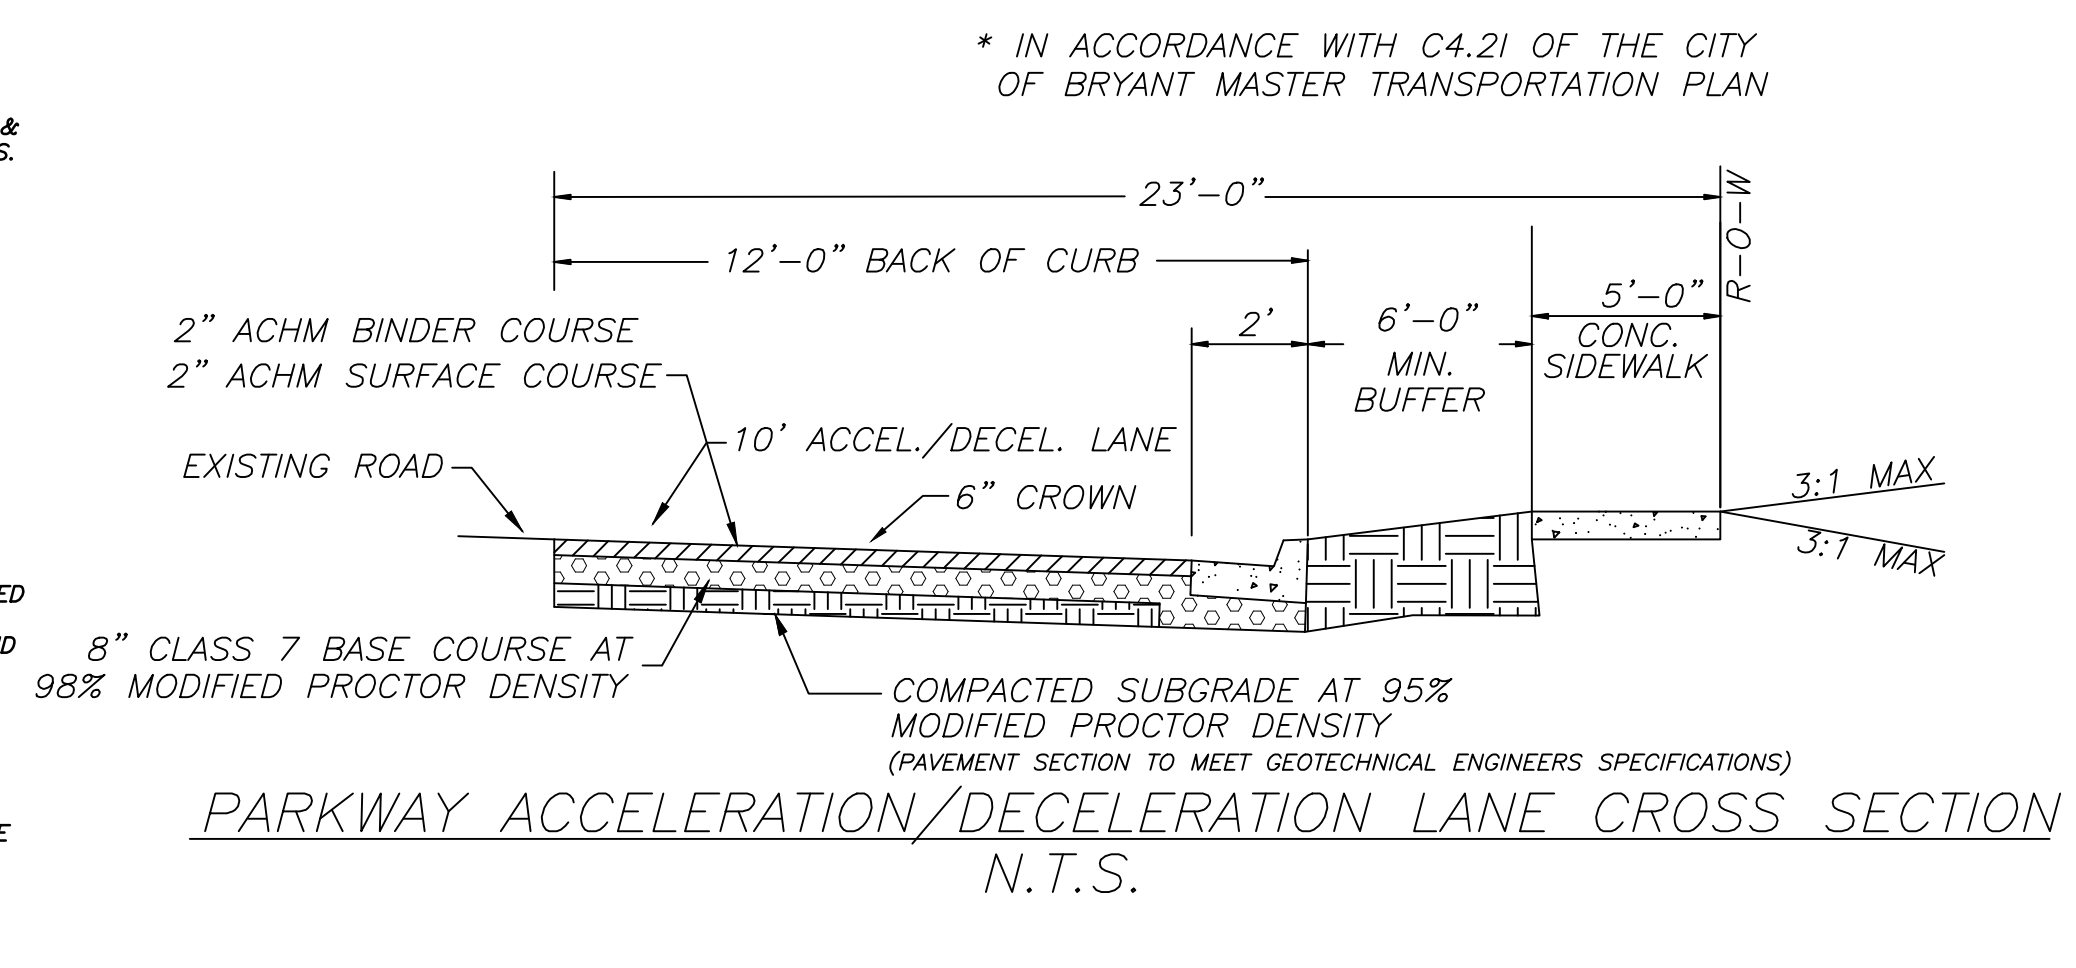 * IN ACCORDANCE WITH C4.21 OF THE CITY
OF BRYANT MASTER TRANSPORTATION PLAN
&
S.
23'-0"
R-O-W
12'-0" BACK OF CURB
5'-0"
CONC.
SIDEWALK
2'
6'-0"
MIN.
BUFFER
2" ACHM BINDER COURSE
2" ACHM SURFACE COURSE
10' ACCEL./DECEL. LANE
EXISTING ROAD
6" CROWN
3:1 MAX
3:1 MAX
ED
D
8" CLASS 7 BASE COURSE AT
98% MODIFIED PROCTOR DENSITY
COMPACTED SUBGRADE AT 95%
MODIFIED PROCTOR DENSITY
(PAVEMENT SECTION TO MEET GEOTECHNICAL ENGINEERS SPECIFICATIONS)
E
PARKWAY ACCELERATION/DECELERATION LANE CROSS SECTION
N.T.S.